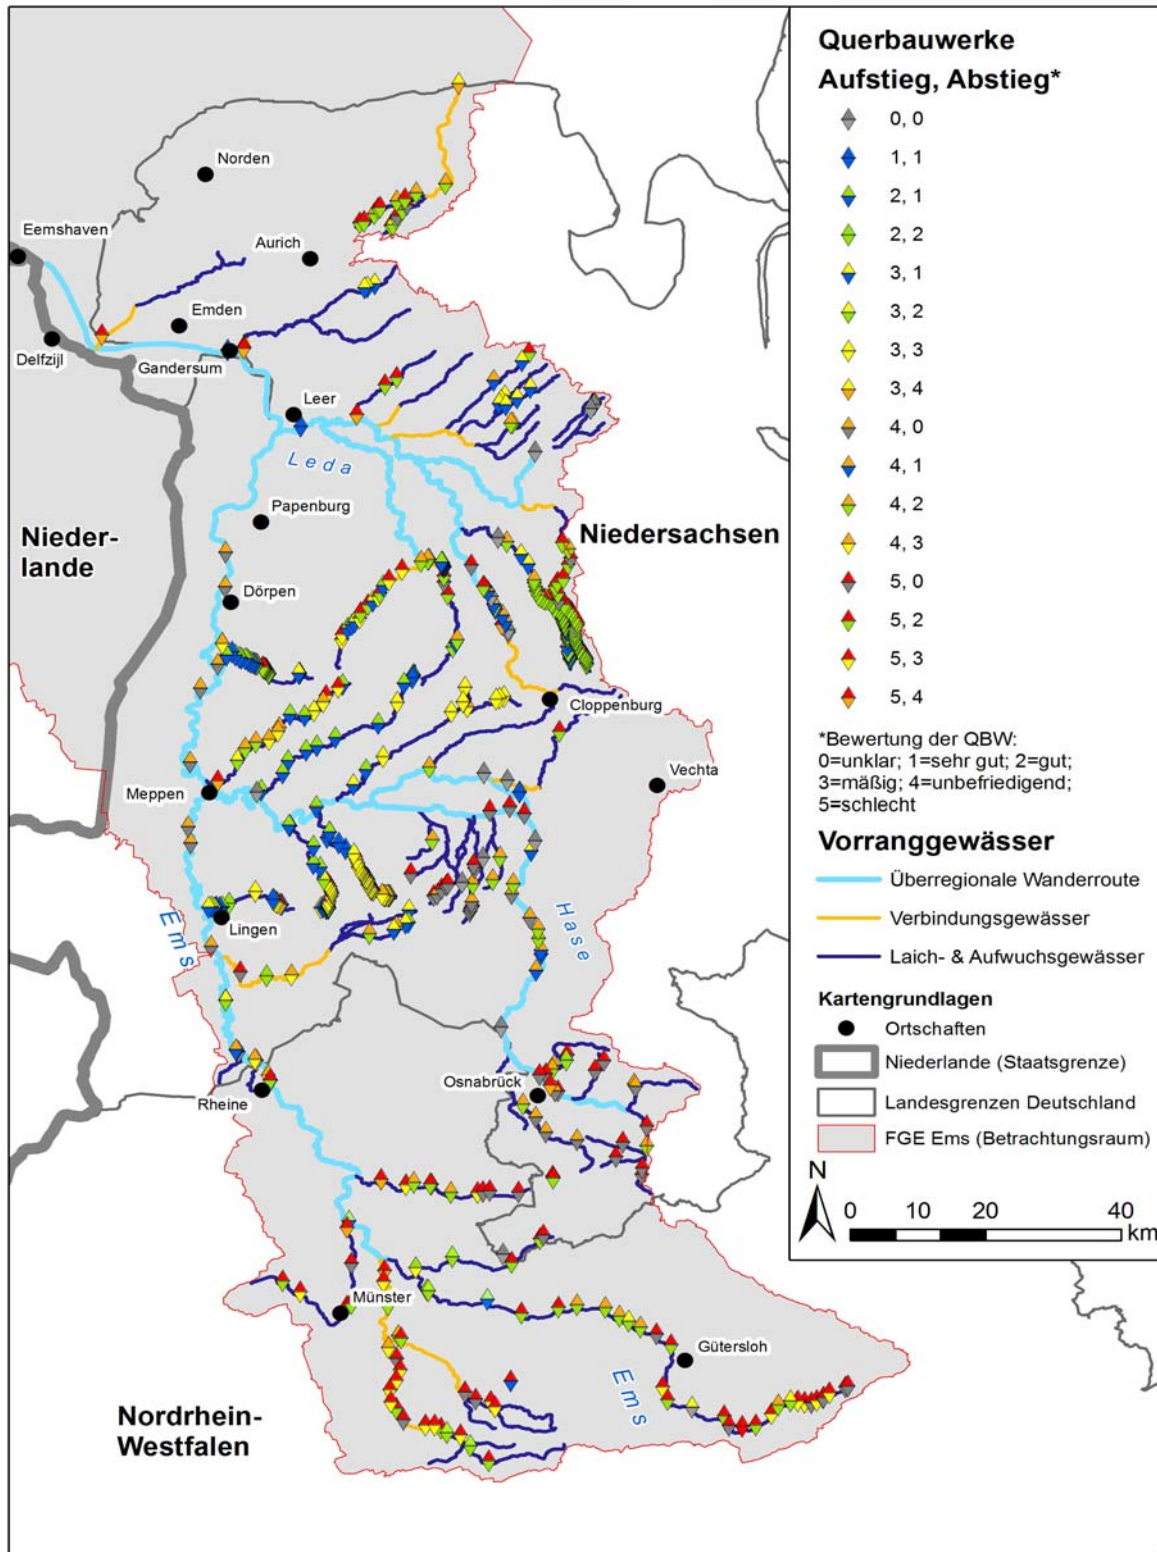 Norden
Eemshaven
Aurich
Emden
Delfzijl
Gandersum
Leer
Leda
Papenburg
Nieder-
lande
Niedersachsen
Dörpen
Cloppenburg
Vechta
Meppen
Lingen
Ems
Hase
Osnabrück
Rheine
Münster
Gütersloh
Ems
Nordrhein-
Westfalen
Querbauwerke
Aufstieg, Abstieg*
0, 0
1, 1
2, 1
2, 2
3, 1
3, 2
3, 3
3, 4
4, 0
4, 1
4, 2
4, 3
5, 0
5, 2
5, 3
5, 4
*Bewertung der QBW:
0=unklar; 1=sehr gut; 2=gut;
3=mäßig; 4=unbefriedigend;
5=schlecht
Vorranggewässer
Überregionale Wanderroute
Verbindungsgewässer
Laich- & Aufwuchsgewässer
Kartengrundlagen
Ortschaften
Niederlande (Staatsgrenze)
Landesgrenzen Deutschland
FGE Ems (Betrachtungsraum)
N
0 10 20 40
km